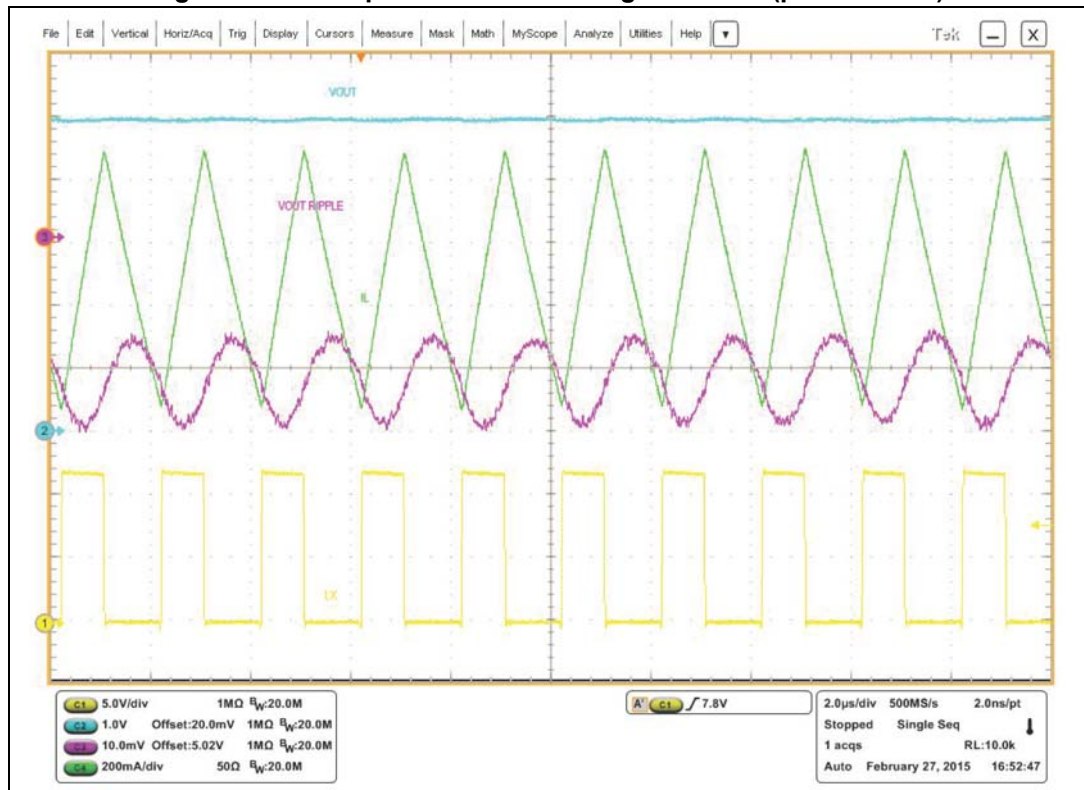 File Edit Vertical Horiz/Acq Trig Display Cursors Measure Mask Math MyScope Analyze Utilities Help Tek X
VOUT
VOUT RIPPLE
3
IL
2
LX
1
C1 5.0V/div 1MΩ BW:20.0M
C2 1.0V Offset:20.0mV 1MΩ BW:20.0M
C3 10.0mV Offset:5.02V 1MΩ BW:20.0M
C4 200mA/div 50Ω BW:20.0M
A' C1 7.8V
2.0µs/div 500MS/s 2.0ns/pt
Stopped Single Seq
1 acqs RL:10.0k
Auto February 27, 2015 16:52:47